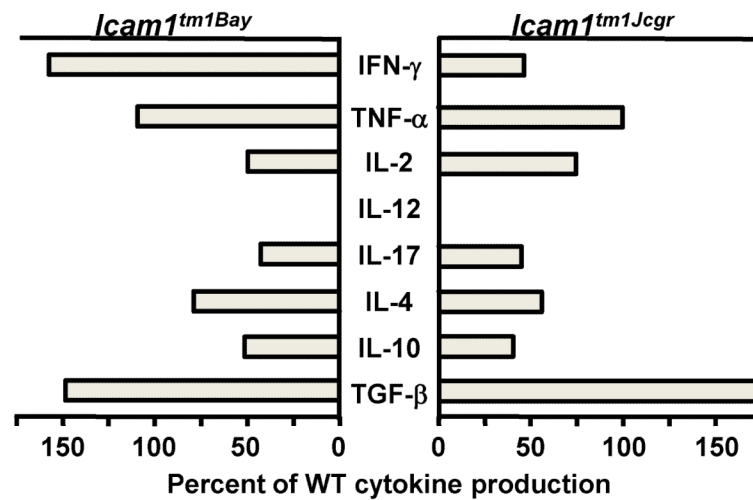 Icam1tm1Bay Icam1tm1Jcgr
IFN-γ
TNF-α
IL-2
IL-12
IL-17
IL-4
IL-10
TGF-β
150 100 50 0 0 50 100 150
Percent of WT cytokine production